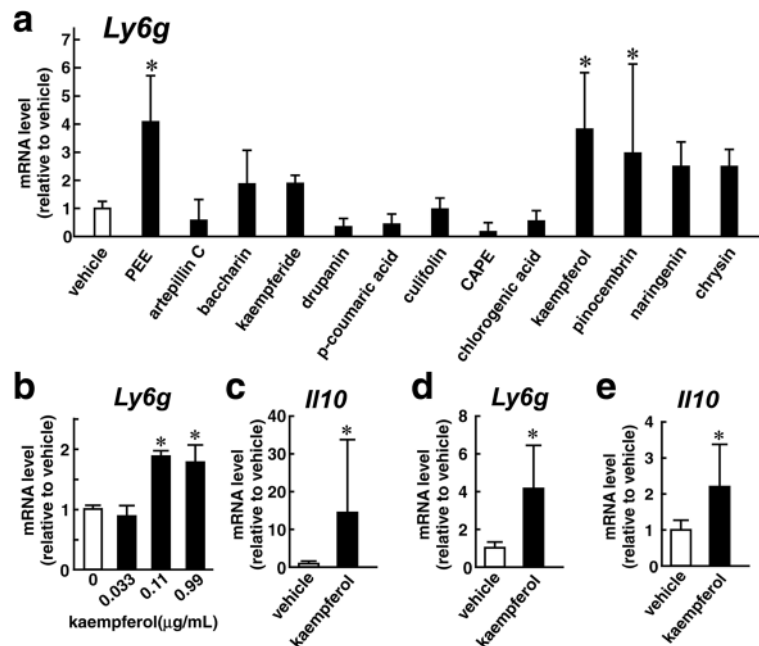 a Ly6g
mRNA level
(relative to vehicle)
7
6
5
4
3
2
1
0
* * *
vehicle
PEE
artepillin C
baccharin
kaempferide
drupanin
p-coumaric acid
culifolin
CAPE
chlorogenic acid
kaempferol
pinocembrin
naringenin
chrysin
b Ly6g
mRNA level
(relative to vehicle)
2
1
0
* *
0 0.033 0.11 0.99
kaempferol(μg/mL)
c Il10
mRNA level
(relative to vehicle)
40
30
20
10
0
*
vehicle
kaempferol
d Ly6g
mRNA level
(relative to vehicle)
8
6
4
2
0
*
vehicle
kaempferol
e Il10
mRNA level
(relative to vehicle)
4
3
2
1
0
*
vehicle
kaempferol